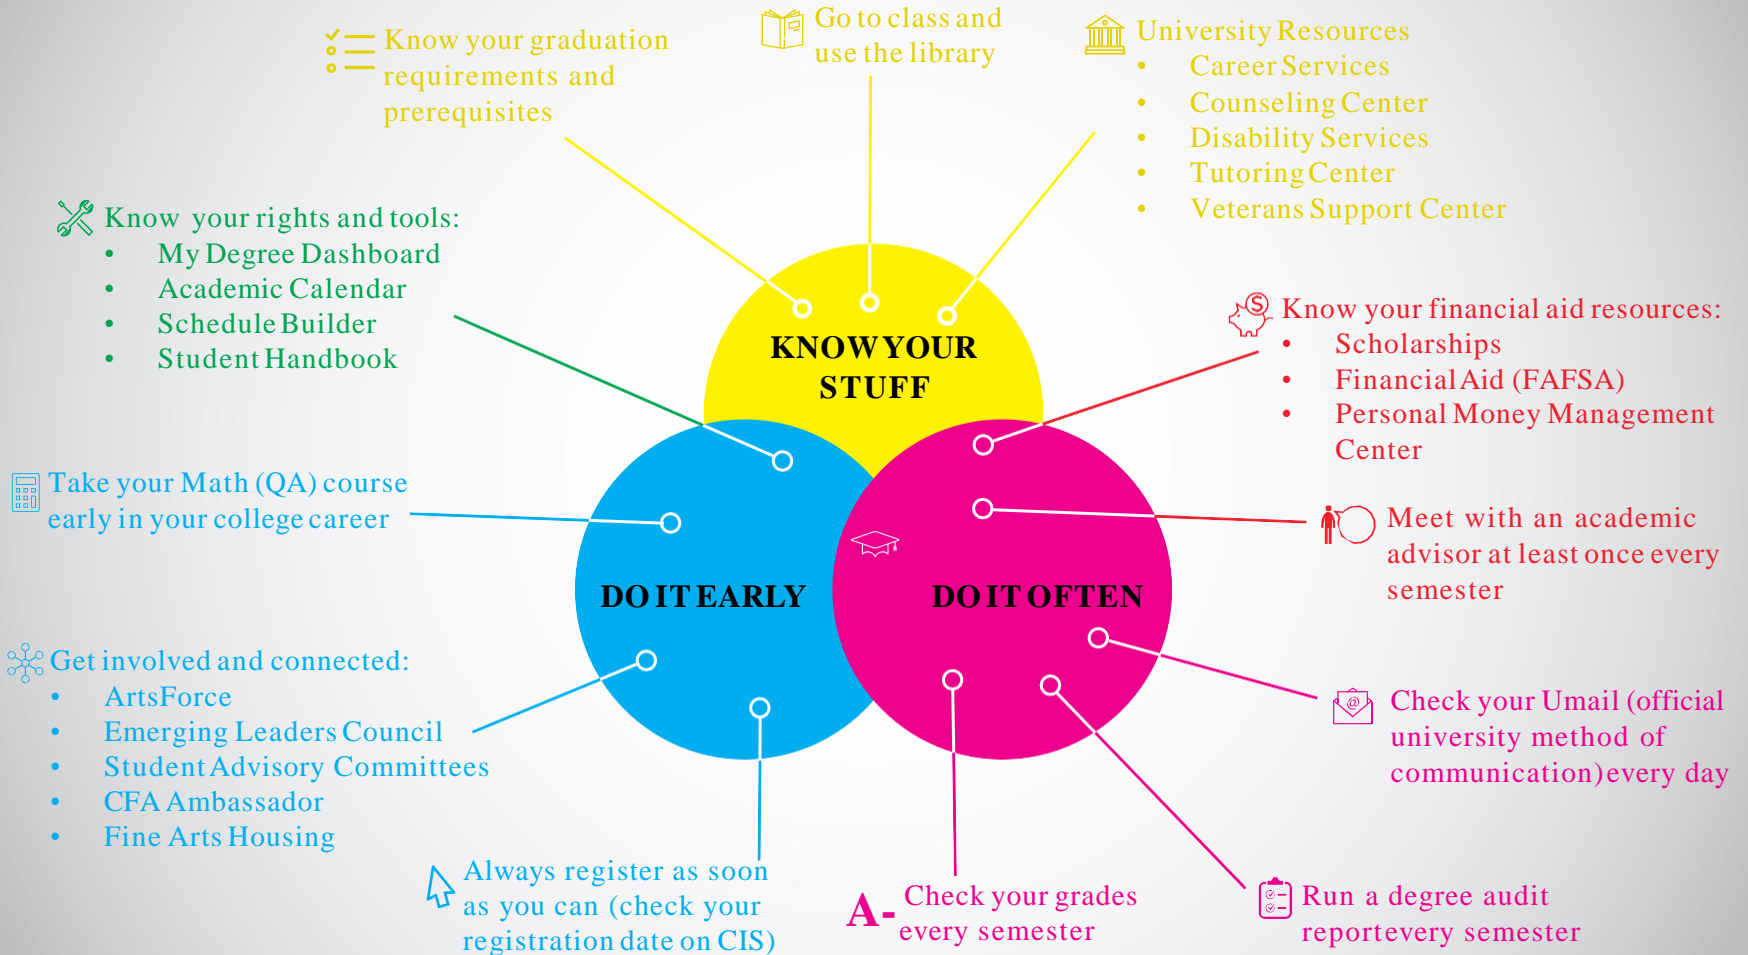 Know your graduation
requirements and
prerequisites
Go to class and
use the library
University Resources
• Career Services
• Counseling Center
• Disability Services
• Tutoring Center
• Veterans Support Center
Know your rights and tools:
• My Degree Dashboard
• Academic Calendar
• Schedule Builder
• Student Handbook
KNOW YOUR
STUFF
Know your financial aid resources:
• Scholarships
• Financial Aid (FAFSA)
• Personal Money Management
Center
Take your Math (QA) course
early in your college career
Meet with an academic
advisor at least once every
semester
DO IT EARLY
DO IT OFTEN
Get involved and connected:
• ArtsForce
• Emerging Leaders Council
• Student Advisory Committees
• CFA Ambassador
• Fine Arts Housing
Check your Umail (official
university method of
communication) every day
Always register as soon
as you can (check your
registration date on CIS)
A-
Check your grades
every semester
Run a degree audit
report every semester